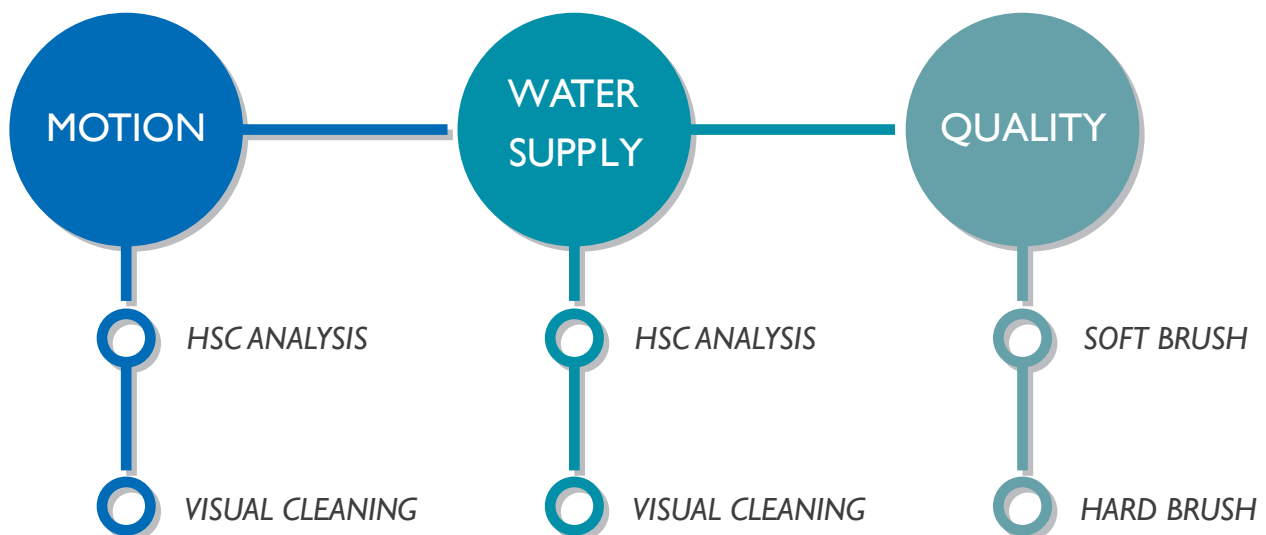 MOTION
WATER
SUPPLY
QUALITY
HSC ANALYSIS
HSC ANALYSIS
SOFT BRUSH
VISUAL CLEANING
VISUAL CLEANING
HARD BRUSH